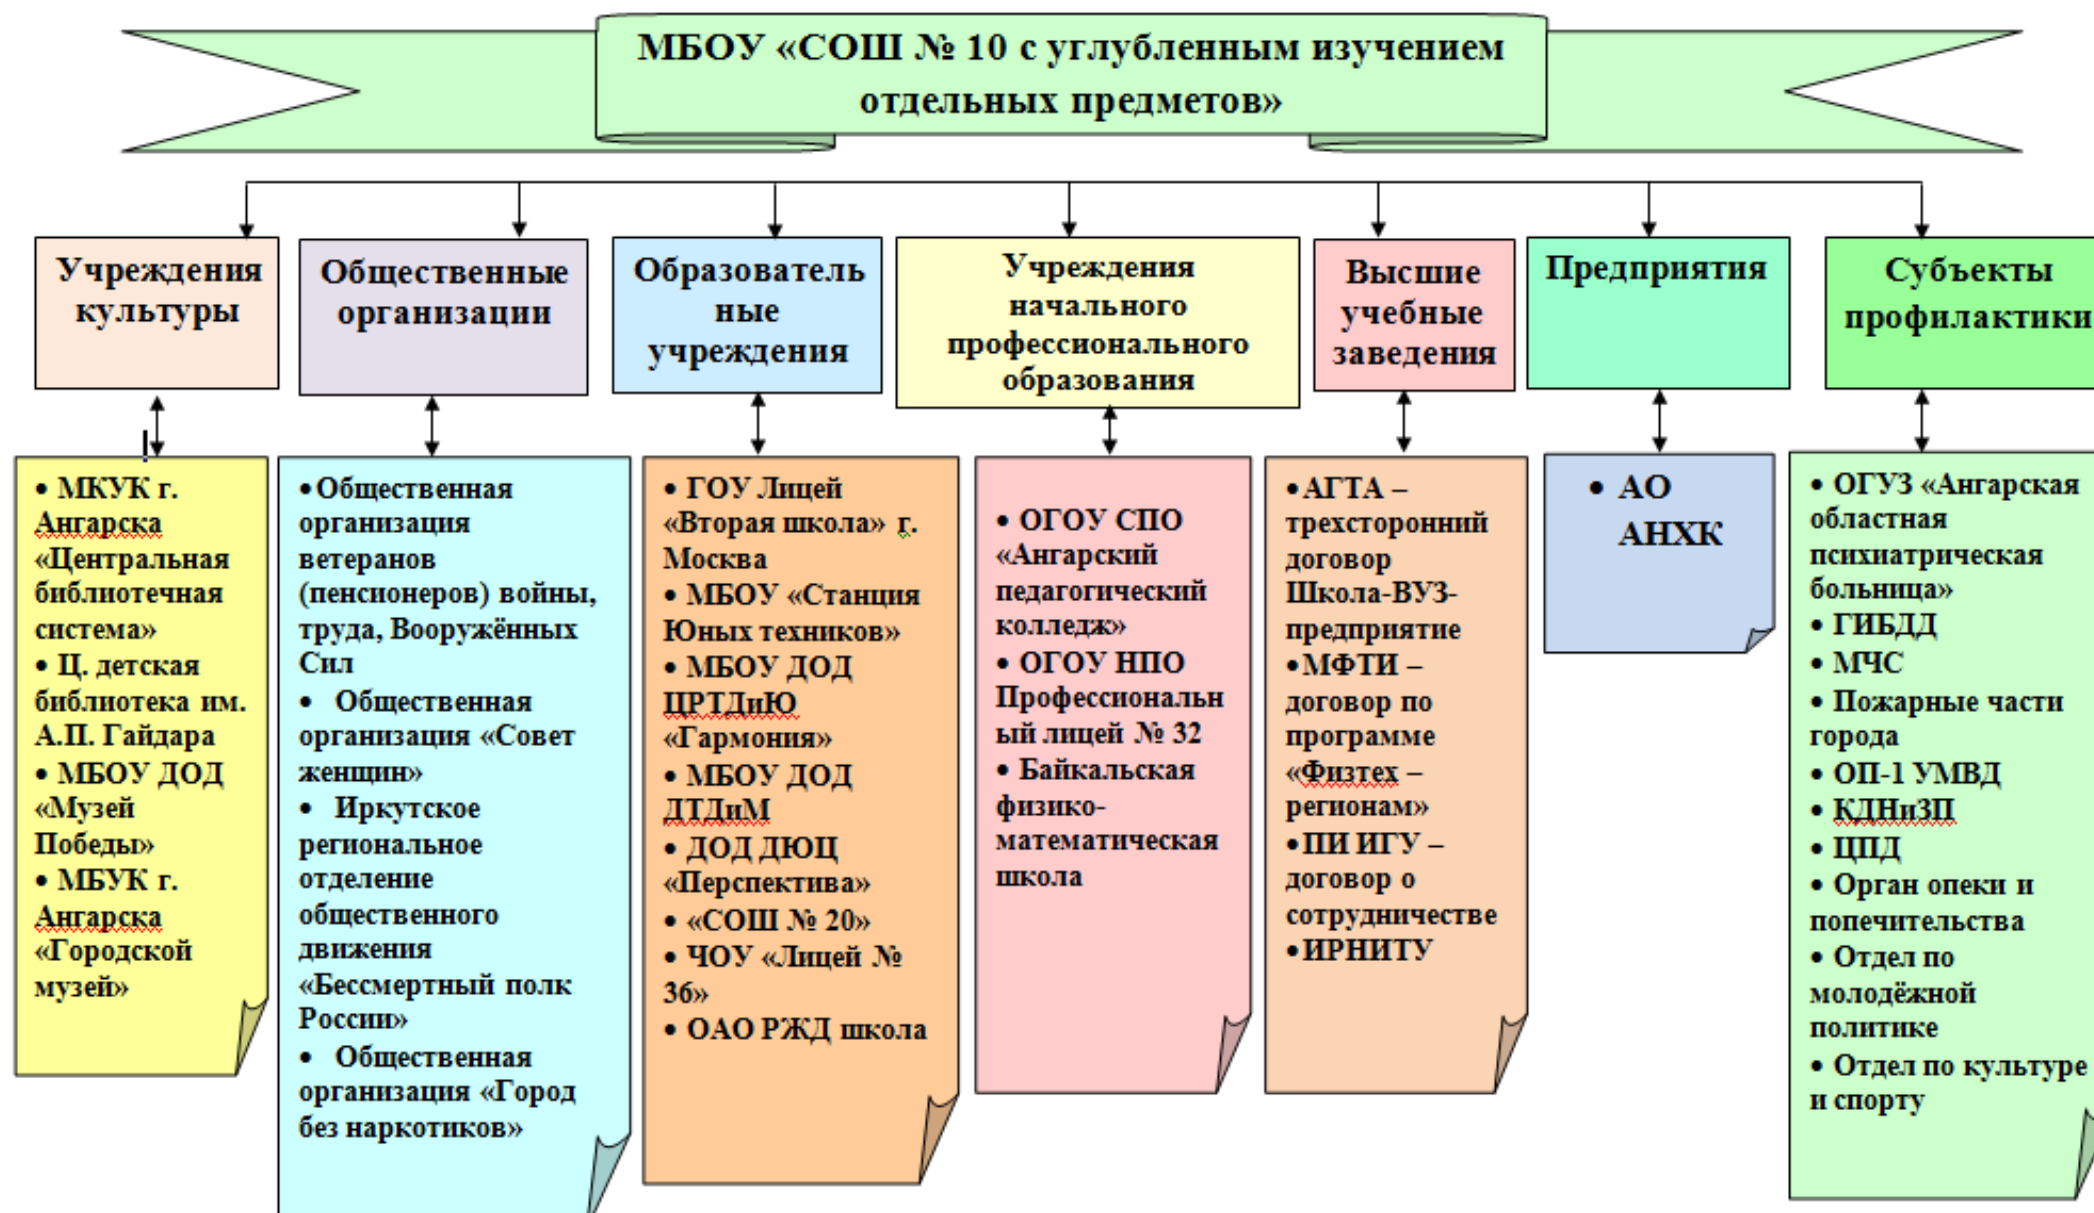 МБОУ «СОШ № 10 с углубленным изучением
отдельных предметов»
Учреждения
культуры
Общественные
организации
Образователь
ные
учреждения
Учреждения
начального
профессионального
образования
Высшие
учебные
заведения
Предприятия
Субъекты
профилактики
• МКУК г.
Ангарска
«Центральная
библиотечная
система»
• Ц. детская
библиотека им.
А.П. Гайдара
• МБОУ ДОД
«Музей
Победы»
• МБУК г.
Ангарска
«Городской
музей»
•Общественная
организация
ветеранов
(пенсионеров) войны,
труда, Вооружённых
Сил
• Общественная
организация «Совет
женщин»
• Иркутское
региональное
отделение
общественного
движения
«Бессмертный полк
России»
• Общественная
организация «Город
без наркотиков»
• ГОУ Лицей
«Вторая школа» г.
Москва
• МБОУ «Станция
Юных техников»
• МБОУ ДОД
ЦРТДиЮ
«Гармония»
• МБОУ ДОД
ДТДиМ
• ДОД ДЮЦ
«Перспектива»
• «СОШ № 20»
• ЧОУ «Лицей №
36»
• ОАО РЖД школа
• ОГОУ СПО
«Ангарский
педагогический
колледж»
• ОГОУ НПО
Профессиональн
ый лицей № 32
• Байкальская
физико-
математическая
школа
•АГТА –
трехсторонний
договор
Школа-ВУЗ-
предприятие
•МФТИ –
договор по
программе
«Физтех –
регионам»
•ПИ ИГУ –
договор о
сотрудничестве
•ИРНИТУ
• АО
АНХК
• ОГУЗ «Ангарская
областная
психиатрическая
больница»
• ГИБДД
• МЧС
• Пожарные части
города
• ОП-1 УМВД
• КДНиЗП
• ЦПД
• Орган опеки и
попечительства
• Отдел по
молодёжной
политике
• Отдел по культуре
и спорту